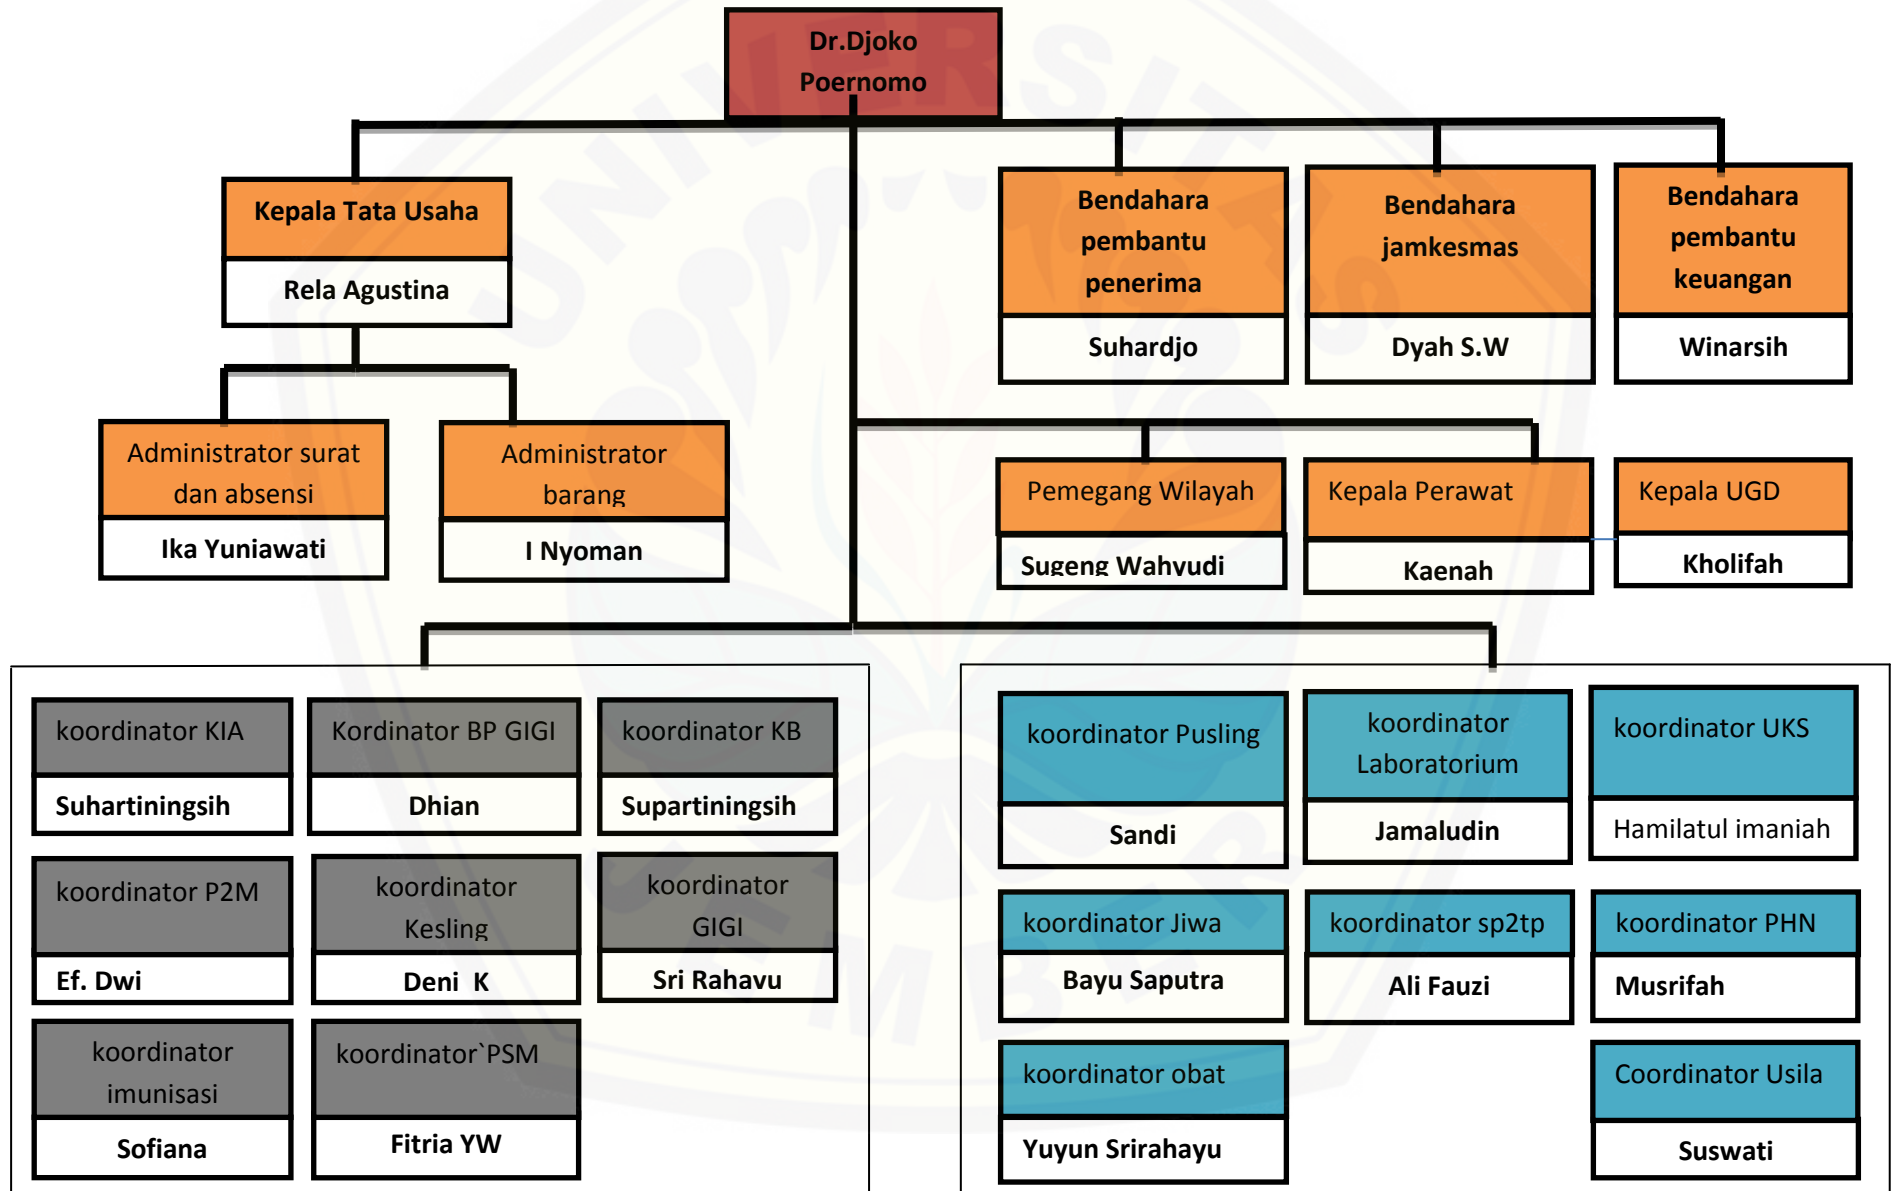 UNIVERSITAS
JEMBER
Dr.Djoko
Poernomo
Kepala Tata Usaha
Rela Agustina
Bendahara
pembantu
penerima
Suhardjo
Bendahara
jamkesmas
Dyah S.W
Bendahara
pembantu
keuangan
Winarsih
Administrator surat
dan absensi
Ika Yuniawati
Administrator
barang
I Nyoman
Pemegang Wilayah
Sugeng Wahyudi
Kepala Perawat
Kaenah
Kepala UGD
Kholifah
koordinator KIA
Suhartiningsih
Kordinator BP GIGI
Dhian
koordinator KB
Supartiningsih
koordinator P2M
Ef. Dwi
koordinator
Kesling
Deni  K
koordinator
GIGI
Sri Rahayu
koordinator
imunisasi
Sofiana
koordinator`PSM
Fitria YW
koordinator Pusling
Sandi
koordinator
Laboratorium
Jamaludin
koordinator UKS
Hamilatul imaniah
koordinator Jiwa
Bayu Saputra
koordinator sp2tp
Ali Fauzi
koordinator PHN
Musrifah
koordinator obat
Yuyun Srirahayu
Coordinator Usila
Suswati